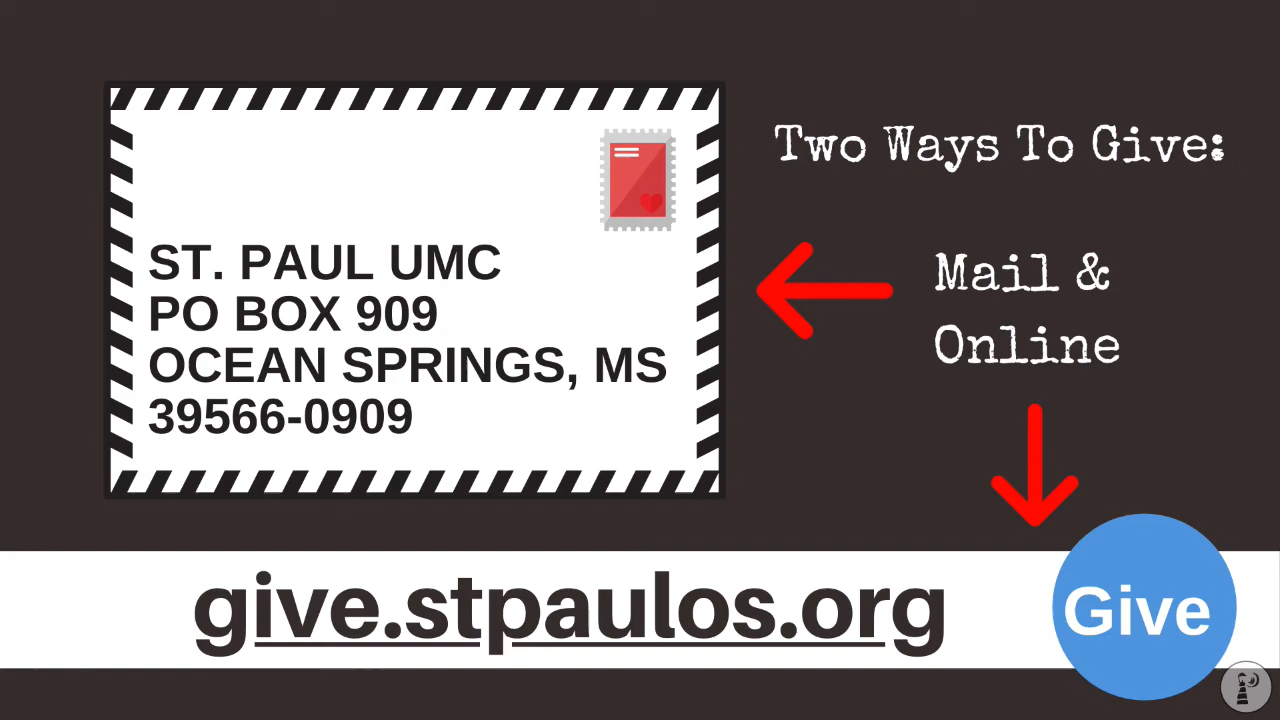 Two Ways To Give:
ST. PAUL UMC
PO BOX 909
OCEAN SPRINGS, MS
39566-0909
Mail &
Online
give.stpaulos.org
Give